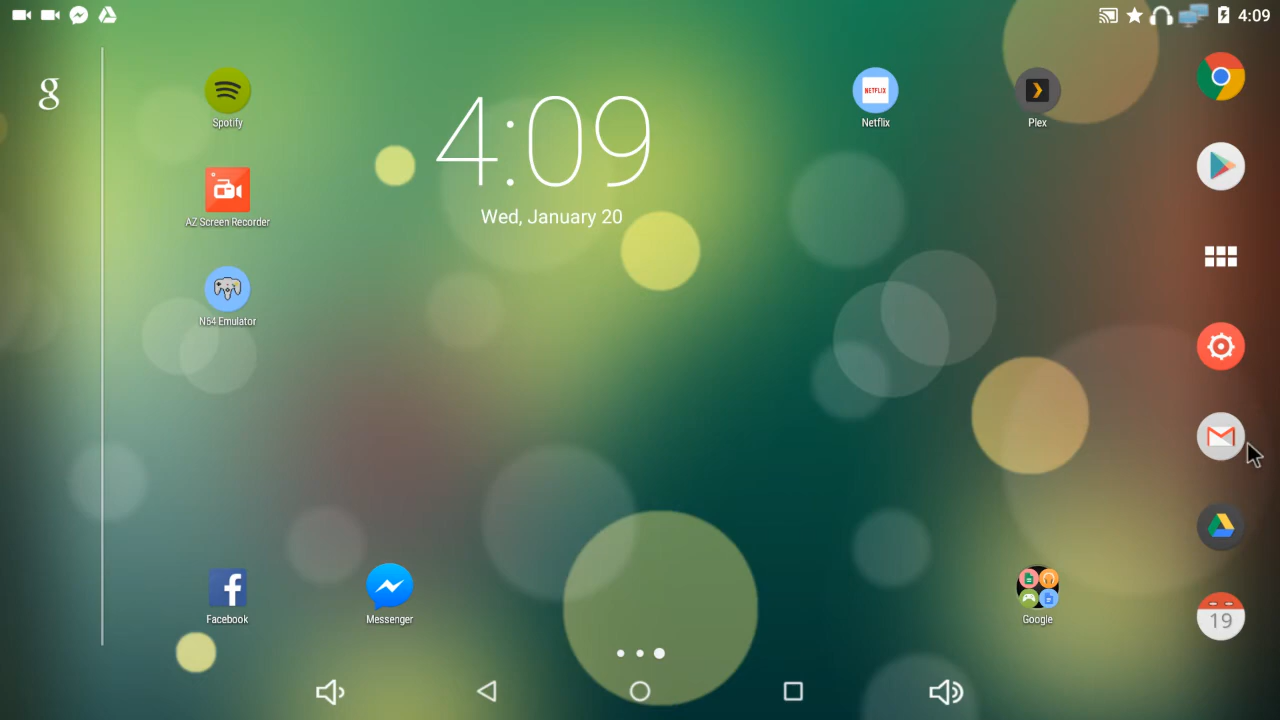 4:09
g
Spotify
AZ Screen Recorder
N64 Emulator
4:09
Wed, January 20
NETFLIX
Netflix
Plex
Facebook
Messenger
Google
19